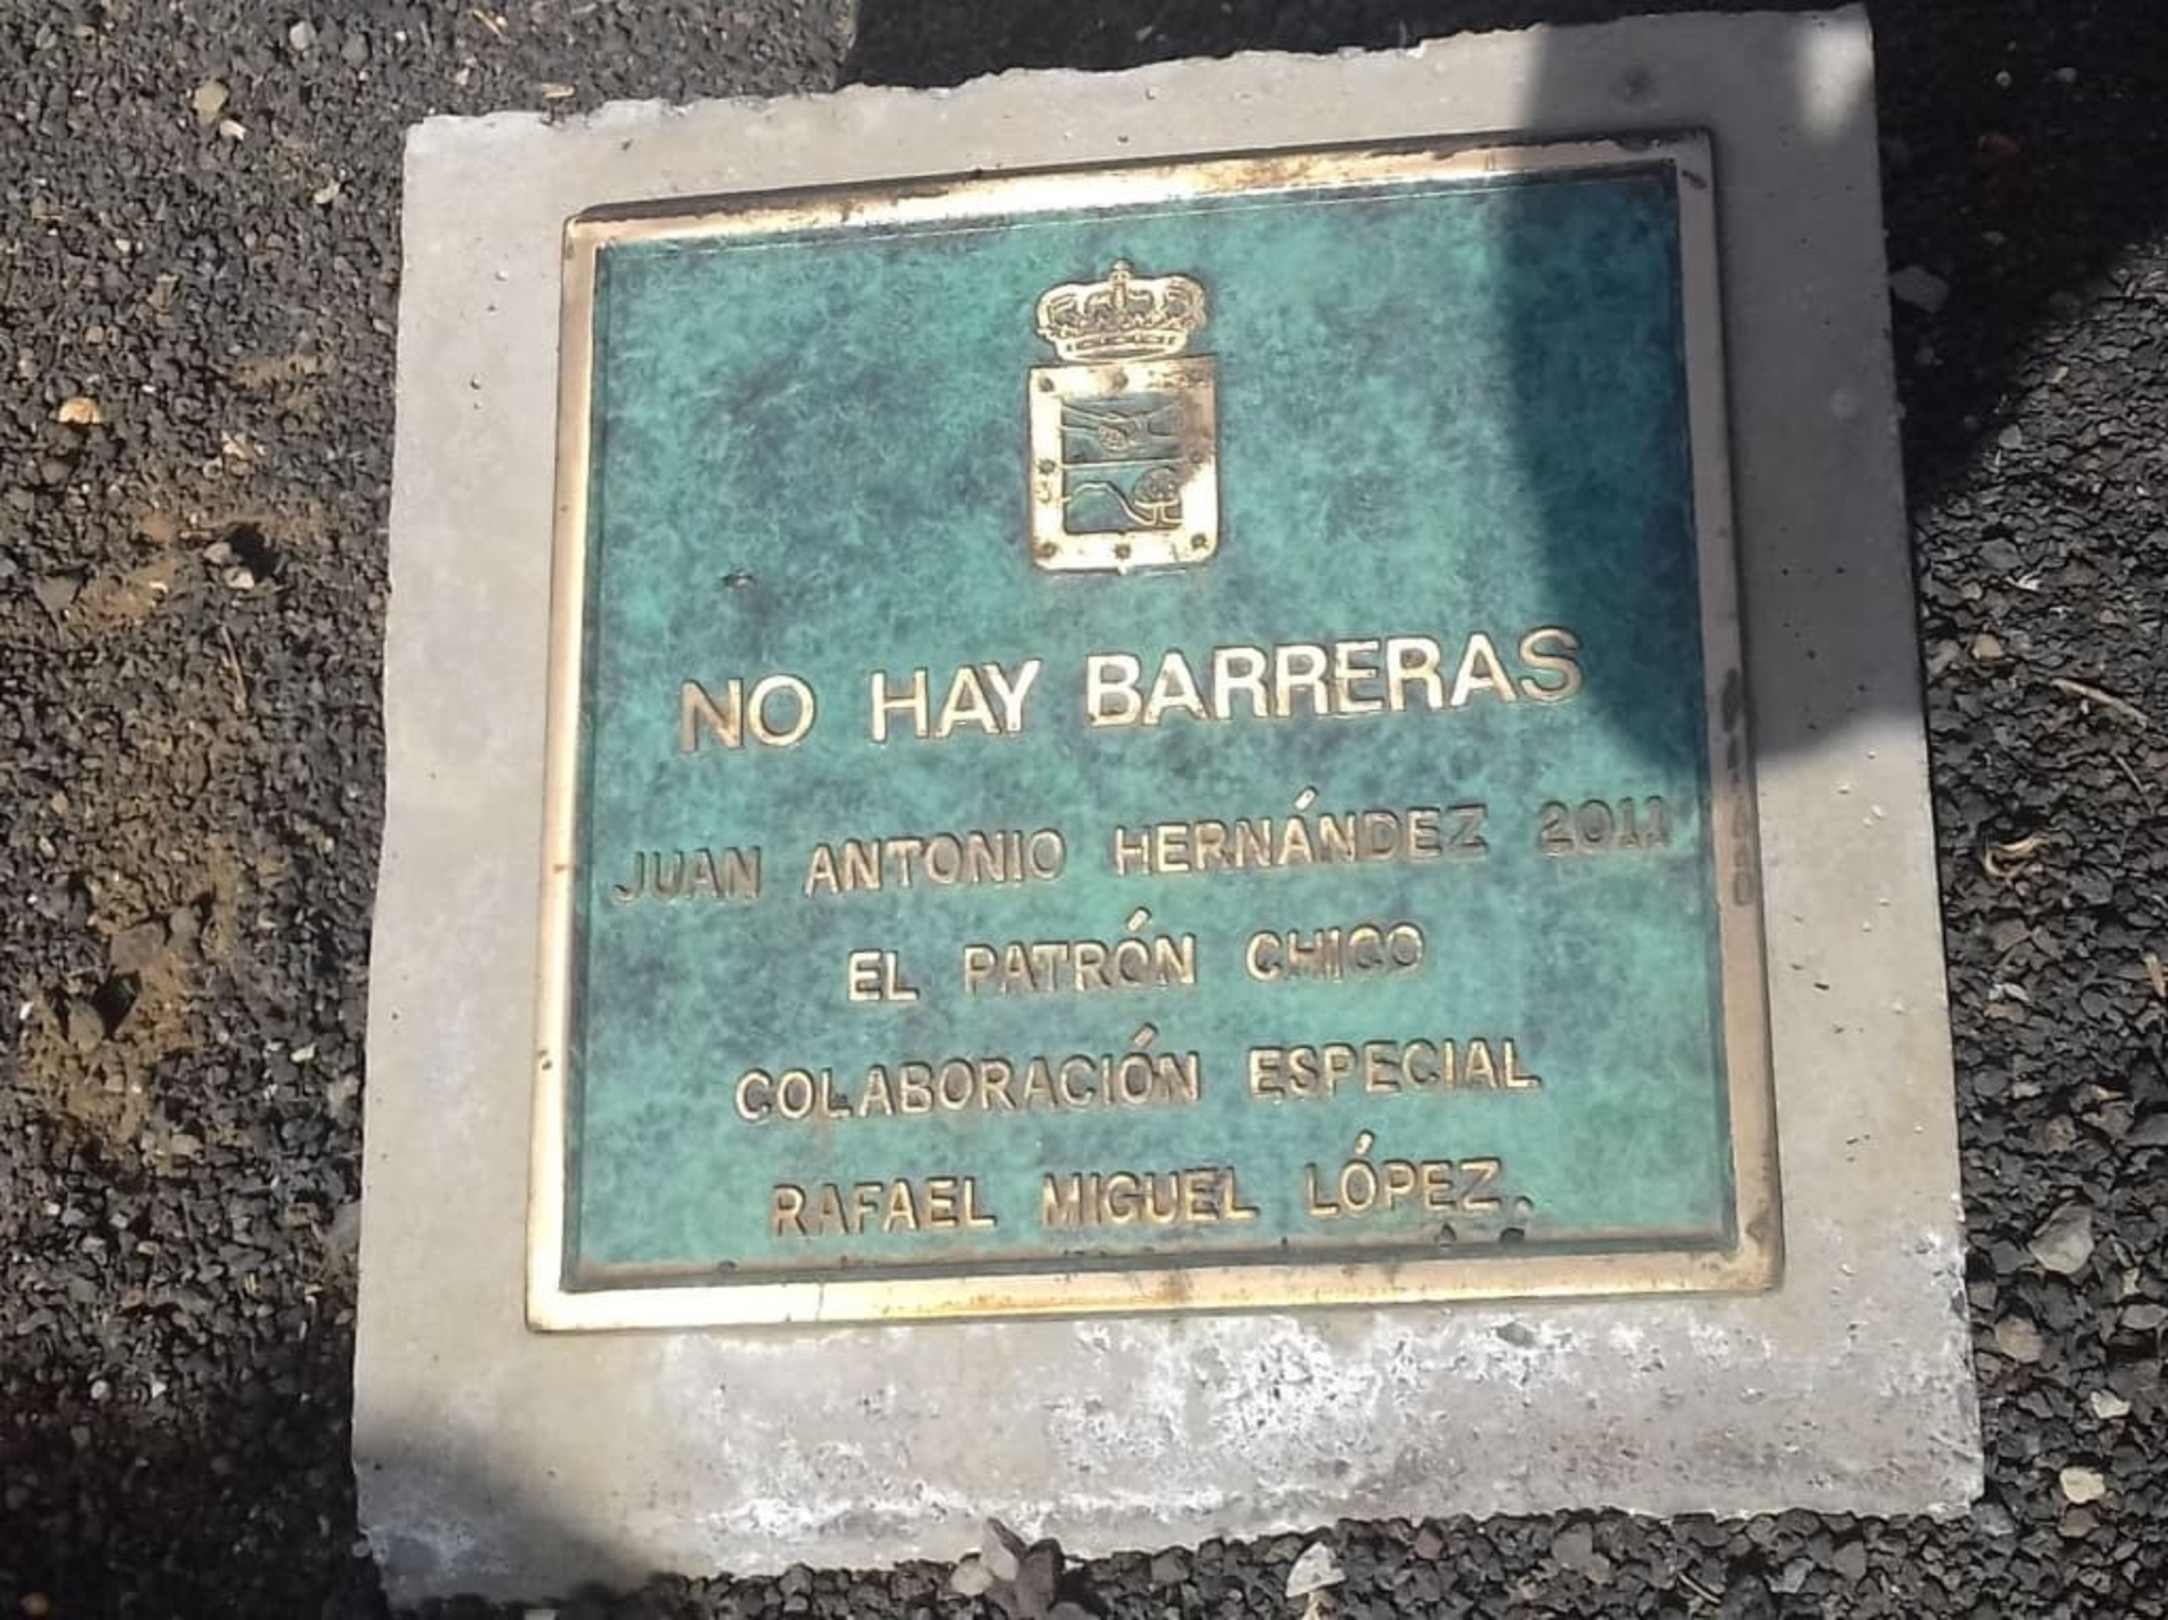 NO HAY BARRERAS
JUAN ANTONIO HERNÁNDEZ 2011
EL PATRÓN CHICO
COLABORACIÓN ESPECIAL
RAFAEL MIGUEL LÓPEZ.